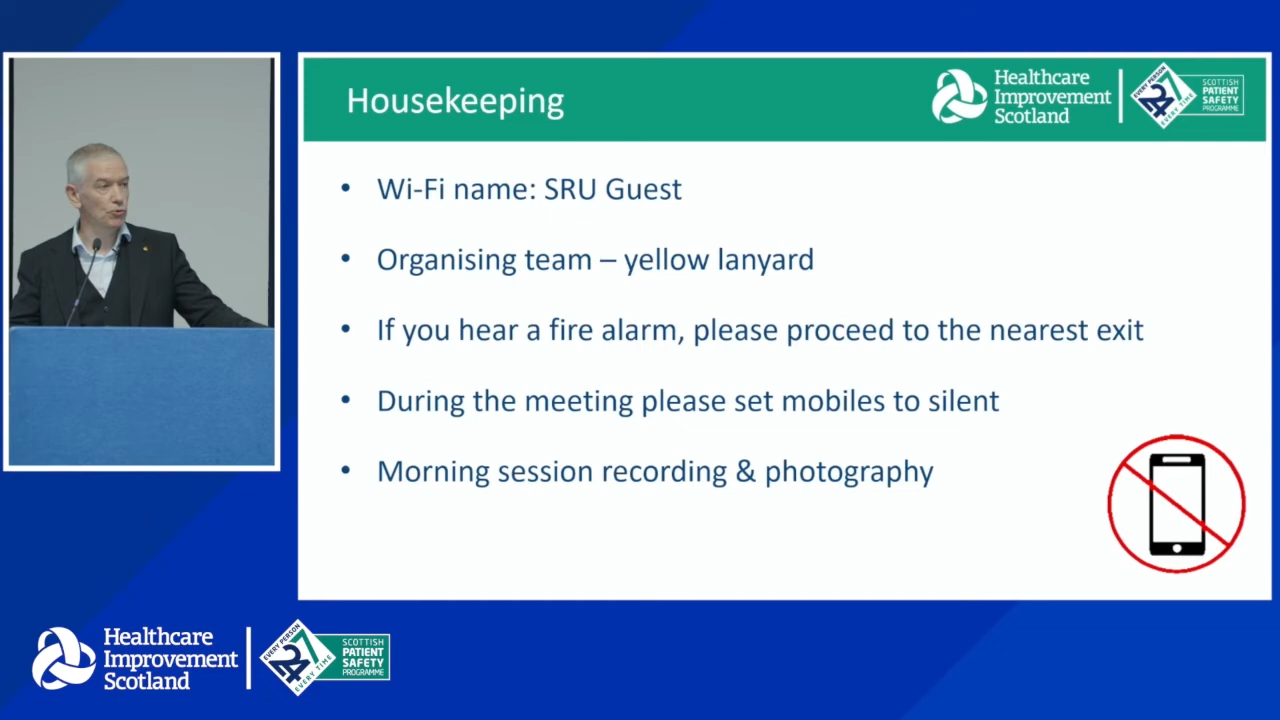 Housekeeping
Healthcare
Improvement
Scotland
EVERY PERSON
24
7
EVERY TIME
SCOTTISH
PATIENT
SAFETY
PROGRAMME
• Wi-Fi name: SRU Guest
• Organising team – yellow lanyard
• If you hear a fire alarm, please proceed to the nearest exit
• During the meeting please set mobiles to silent
• Morning session recording & photography
Healthcare
Improvement
Scotland
EVERY PERSON
24
7
EVERY TIME
SCOTTISH
PATIENT
SAFETY
PROGRAMME